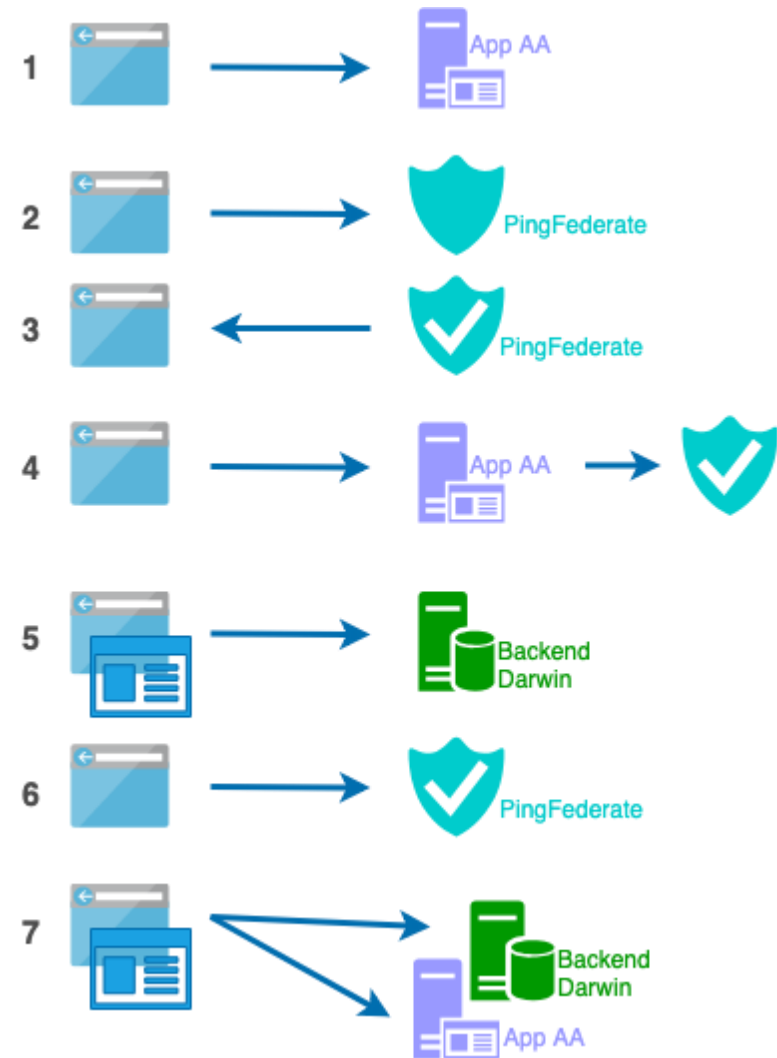 1
App AA
2
PingFederate
3
PingFederate
4
App AA
5
Backend
Darwin
6
PingFederate
7
Backend
Darwin
App AA